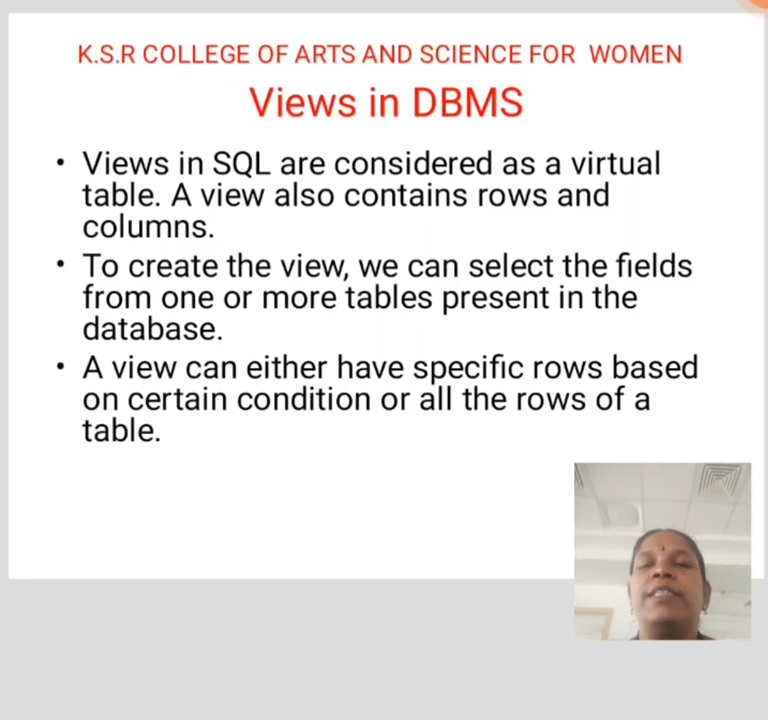 K.S.R COLLEGE OF ARTS AND SCIENCE FOR WOMEN
Views in DBMS
• Views in SQL are considered as a virtual
table. A view also contains rows and
columns.
• To create the view, we can select the fields
from one or more tables present in the
database.
• A view can either have specific rows based
on certain condition or all the rows of a
table.